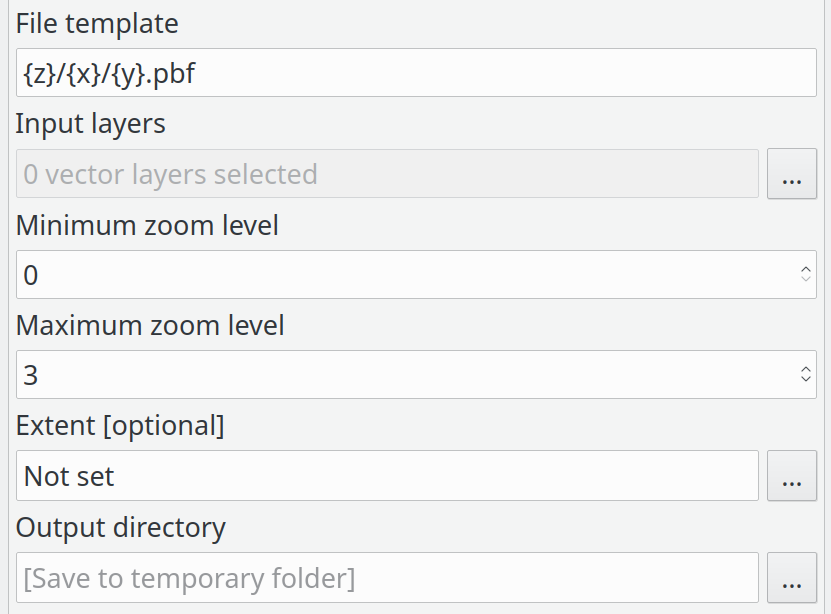 File template
{z}/{x}/{y}.pbf
Input layers
0 vector layers selected
...
Minimum zoom level
0
Maximum zoom level
3
Extent [optional]
Not set
...
Output directory
[Save to temporary folder]
...